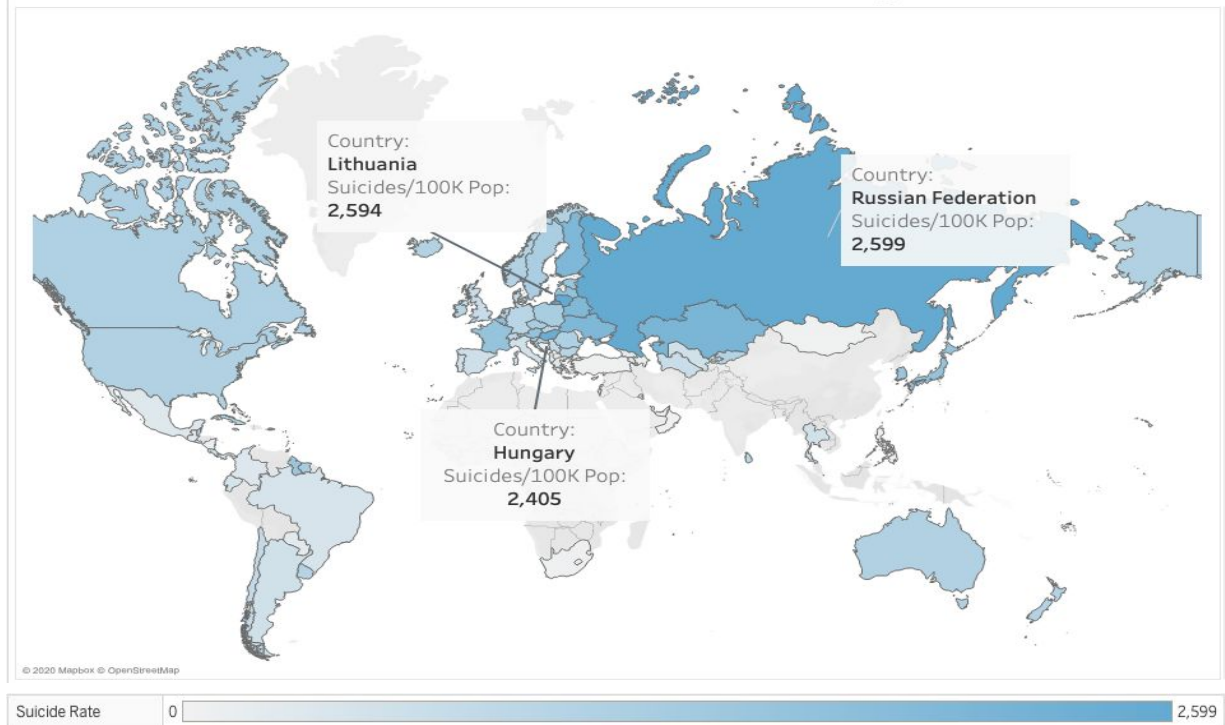 Country:
Lithuania
Suicides/100K Pop:
2,594
Country:
Russian Federation
Suicides/100K Pop:
2,599
Country:
Hungary
Suicides/100K Pop:
2,405
© 2020 Mapbox © OpenStreetMap
Suicide Rate 0 2,599